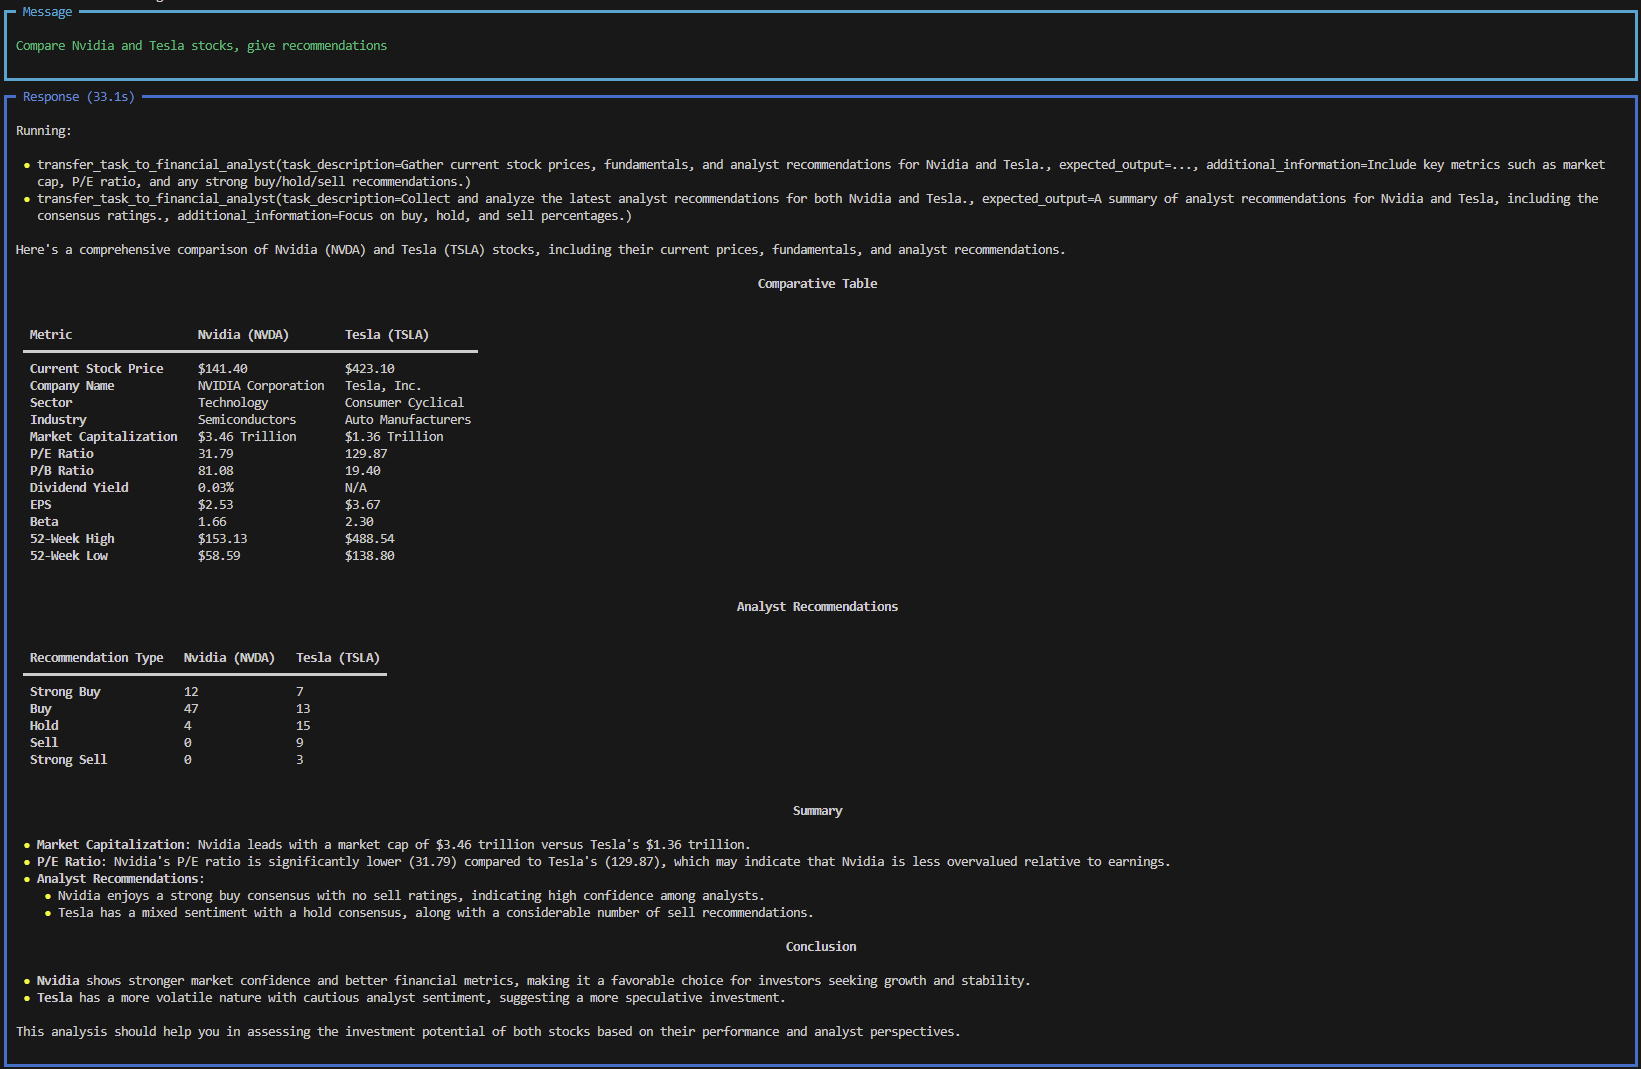 Message
Compare Nvidia and Tesla stocks, give recommendations
Response (33.1s)
Running:
• transfer_task_to_financial_analyst(task_description=Gather current stock prices, fundamentals, and analyst recommendations for Nvidia and Tesla., expected_output=..., additional_information=Include key metrics such as market
cap, P/E ratio, and any strong buy/hold/sell recommendations.)
• transfer_task_to_financial_analyst(task_description=Collect and analyze the latest analyst recommendations for both Nvidia and Tesla., expected_output=A summary of analyst recommendations for Nvidia and Tesla, including the
consensus ratings., additional_information=Focus on buy, hold, and sell percentages.)
Here's a comprehensive comparison of Nvidia (NVDA) and Tesla (TSLA) stocks, including their current prices, fundamentals, and analyst recommendations.
Comparative Table
Metric Nvidia (NVDA) Tesla (TSLA)
Current Stock Price $141.40 $423.10
Company Name NVIDIA Corporation Tesla, Inc.
Sector Technology Consumer Cyclical
Industry Semiconductors Auto Manufacturers
Market Capitalization $3.46 Trillion $1.36 Trillion
P/E Ratio 31.79 129.87
P/B Ratio 81.08 19.40
Dividend Yield 0.03% N/A
EPS $2.53 $3.67
Beta 1.66 2.30
52-Week High $153.13 $488.54
52-Week Low $58.59 $138.80
Analyst Recommendations
Recommendation Type Nvidia (NVDA) Tesla (TSLA)
Strong Buy 12 7
Buy 47 13
Hold 4 15
Sell 0 9
Strong Sell 0 3
Summary
• Market Capitalization: Nvidia leads with a market cap of $3.46 trillion versus Tesla's $1.36 trillion.
• P/E Ratio: Nvidia's P/E ratio is significantly lower (31.79) compared to Tesla's (129.87), which may indicate that Nvidia is less overvalued relative to earnings.
• Analyst Recommendations:
• Nvidia enjoys a strong buy consensus with no sell ratings, indicating high confidence among analysts.
• Tesla has a mixed sentiment with a hold consensus, along with a considerable number of sell recommendations.
Conclusion
• Nvidia shows stronger market confidence and better financial metrics, making it a favorable choice for investors seeking growth and stability.
• Tesla has a more volatile nature with cautious analyst sentiment, suggesting a more speculative investment.
This analysis should help you in assessing the investment potential of both stocks based on their performance and analyst perspectives.